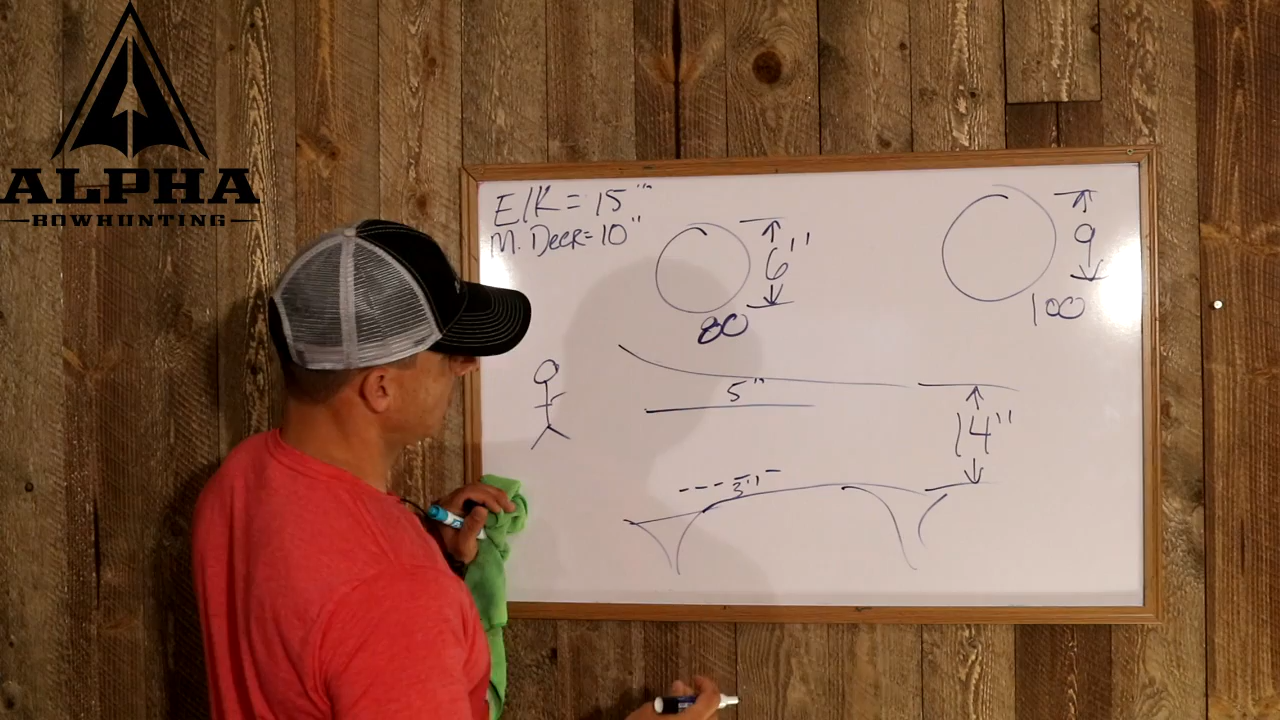 ALPHA
BOWHUNTING
Elk = 15"
M. Deer = 10"
6"
80
9
100
5"
14"
3"